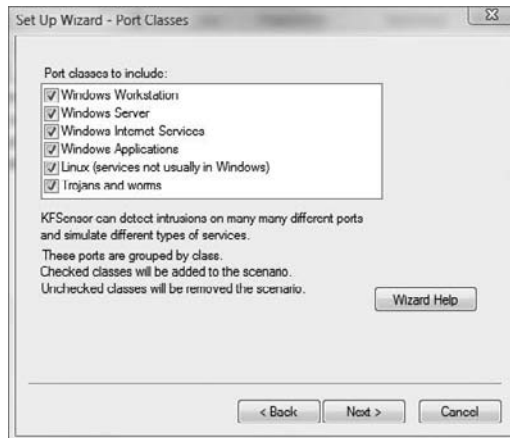 Set Up Wizard - Port Classes
Port classes to include:
Windows Workstation
Windows Server
Windows Internet Services
Windows Applications
Linux (services not usually in Windows)
Trojans and worms
KFSensor can detect intrusions on many many different ports
and simulate different types of services.
These ports are grouped by class.
Checked classes will be added to the scenario.
Unchecked classes will be removed the scenario.
Wizard Help
< Back
Next >
Cancel